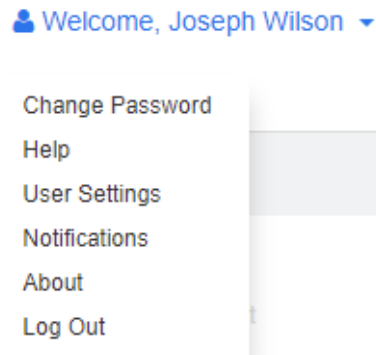 Welcome, Joseph Wilson
Change Password
Help
User Settings
Notifications
About
Log Out